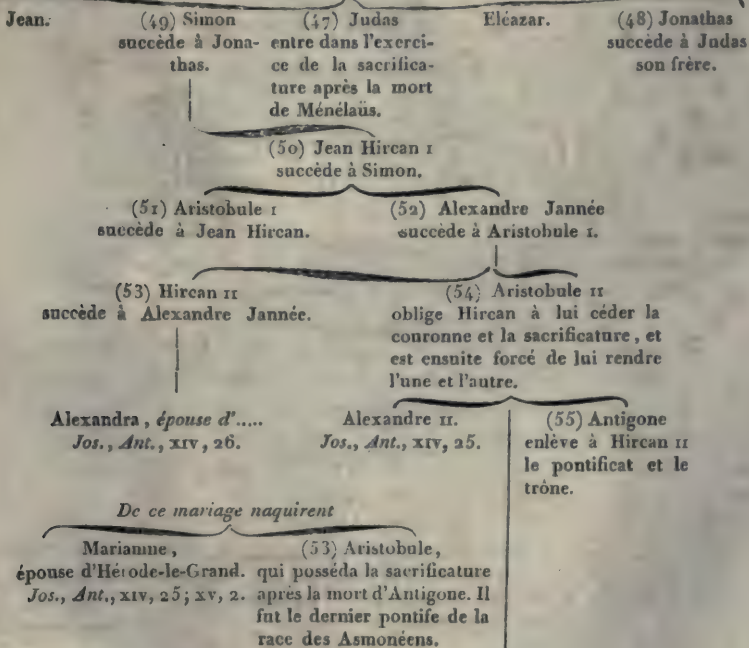 Jean.
(49) Simon
succède à Jona-
thas.
(47) Judas
entre dans l'exerci-
ce de la sacrifica-
ture après la mort
de Ménélaüs.
Eléazar.
(48) Jonathas
succède à Judas
son frère.
(50) Jean Hircan I
succède à Simon.
(51) Aristobule I
succède à Jean Hircan.
(52) Alexandre Jannée
succède à Aristobule I.
(53) Hircan II
succède à Alexandre Jannée.
(54) Aristobule II
oblige Hircan à lui céder la
couronne et la sacrificature, et
est ensuite forcé de lui rendre
l'une et l'autre.
Alexandra, épouse d'.....
Jos., Ant., XIV, 26.
Alexandre II.
Jos., Ant., XIV, 25.
(55) Antigone
enlève à Hircan II
le pontificat et le
trône.
De ce mariage naquirent
Mariamne,
épouse d'Hérode-le-Grand.
Jos., Ant., XIV, 25; XV, 2.
(53) Aristobule,
qui posséda la sacrificature
après la mort d'Antigone. Il
fut le dernier pontife de la
race des Asmonéens.